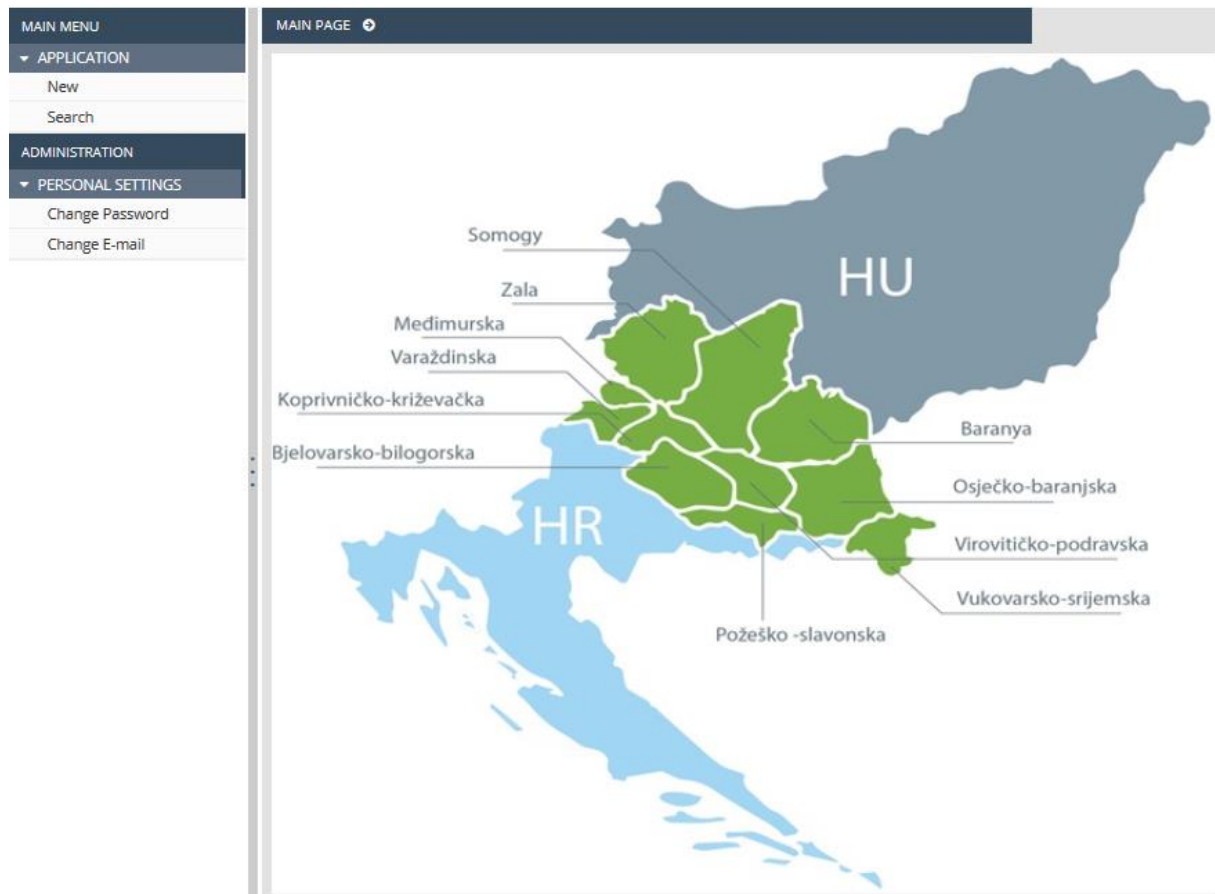 MAIN MENU
APPLICATION
New
Search
ADMINISTRATION
PERSONAL SETTINGS
Change Password
Change E-mail
MAIN PAGE
Somogy
Zala
Međimurska
Varaždinska
Koprivničko-križevačka
Bjelovarsko-bilogorska
HU
HR
Baranya
Osječko-baranjska
Virovitičko-podravska
Vukovarsko-srijemska
Požeško -slavonska